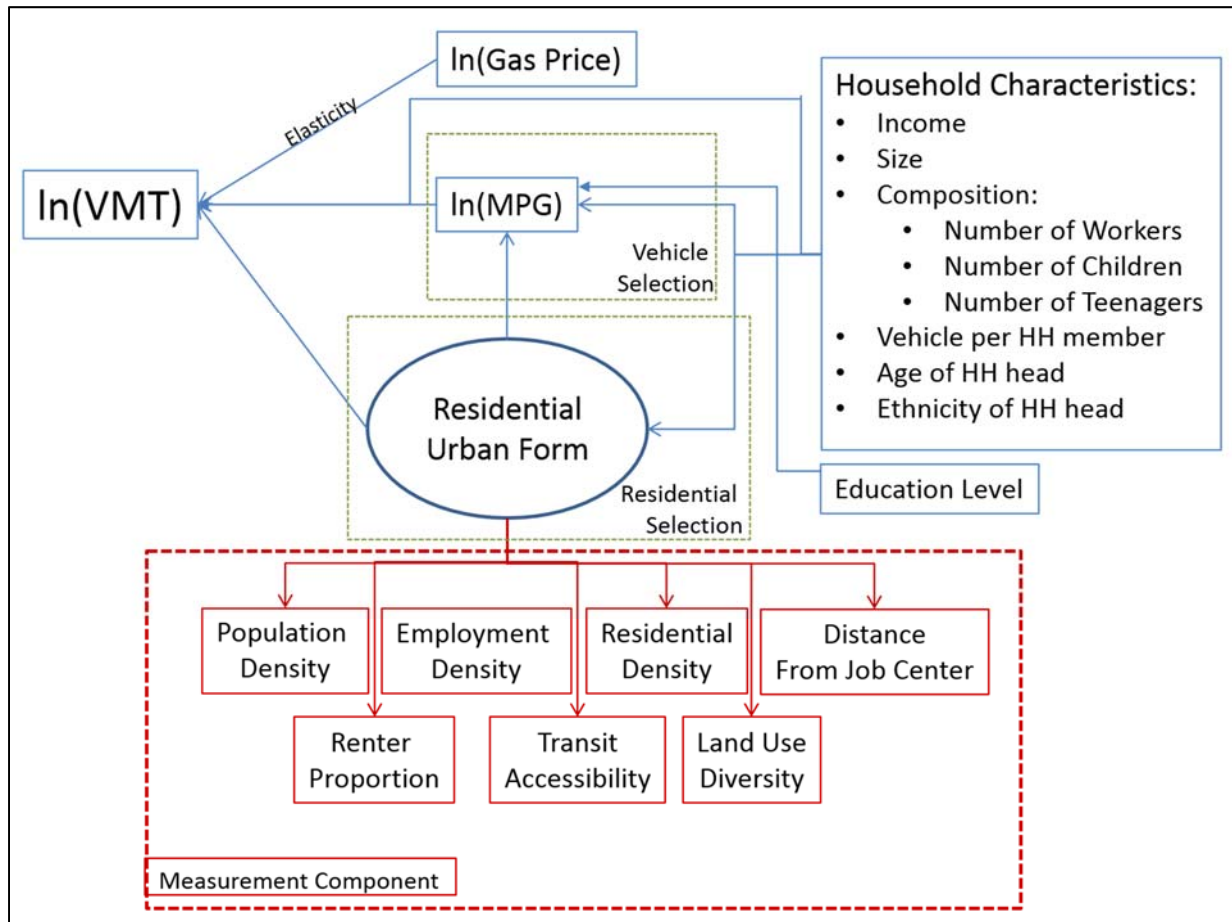 ln(Gas Price)
Elasticity
ln(VMT)
ln(MPG)
Vehicle
Selection
Household Characteristics:
• Income
• Size
• Composition:
• Number of Workers
• Number of Children
• Number of Teenagers
• Vehicle per HH member
• Age of HH head
• Ethnicity of HH head
Education Level
Residential
Urban Form
Residential
Selection
Population
Density
Employment
Density
Residential
Density
Distance
From Job Center
Renter
Proportion
Transit
Accessibility
Land Use
Diversity
Measurement Component